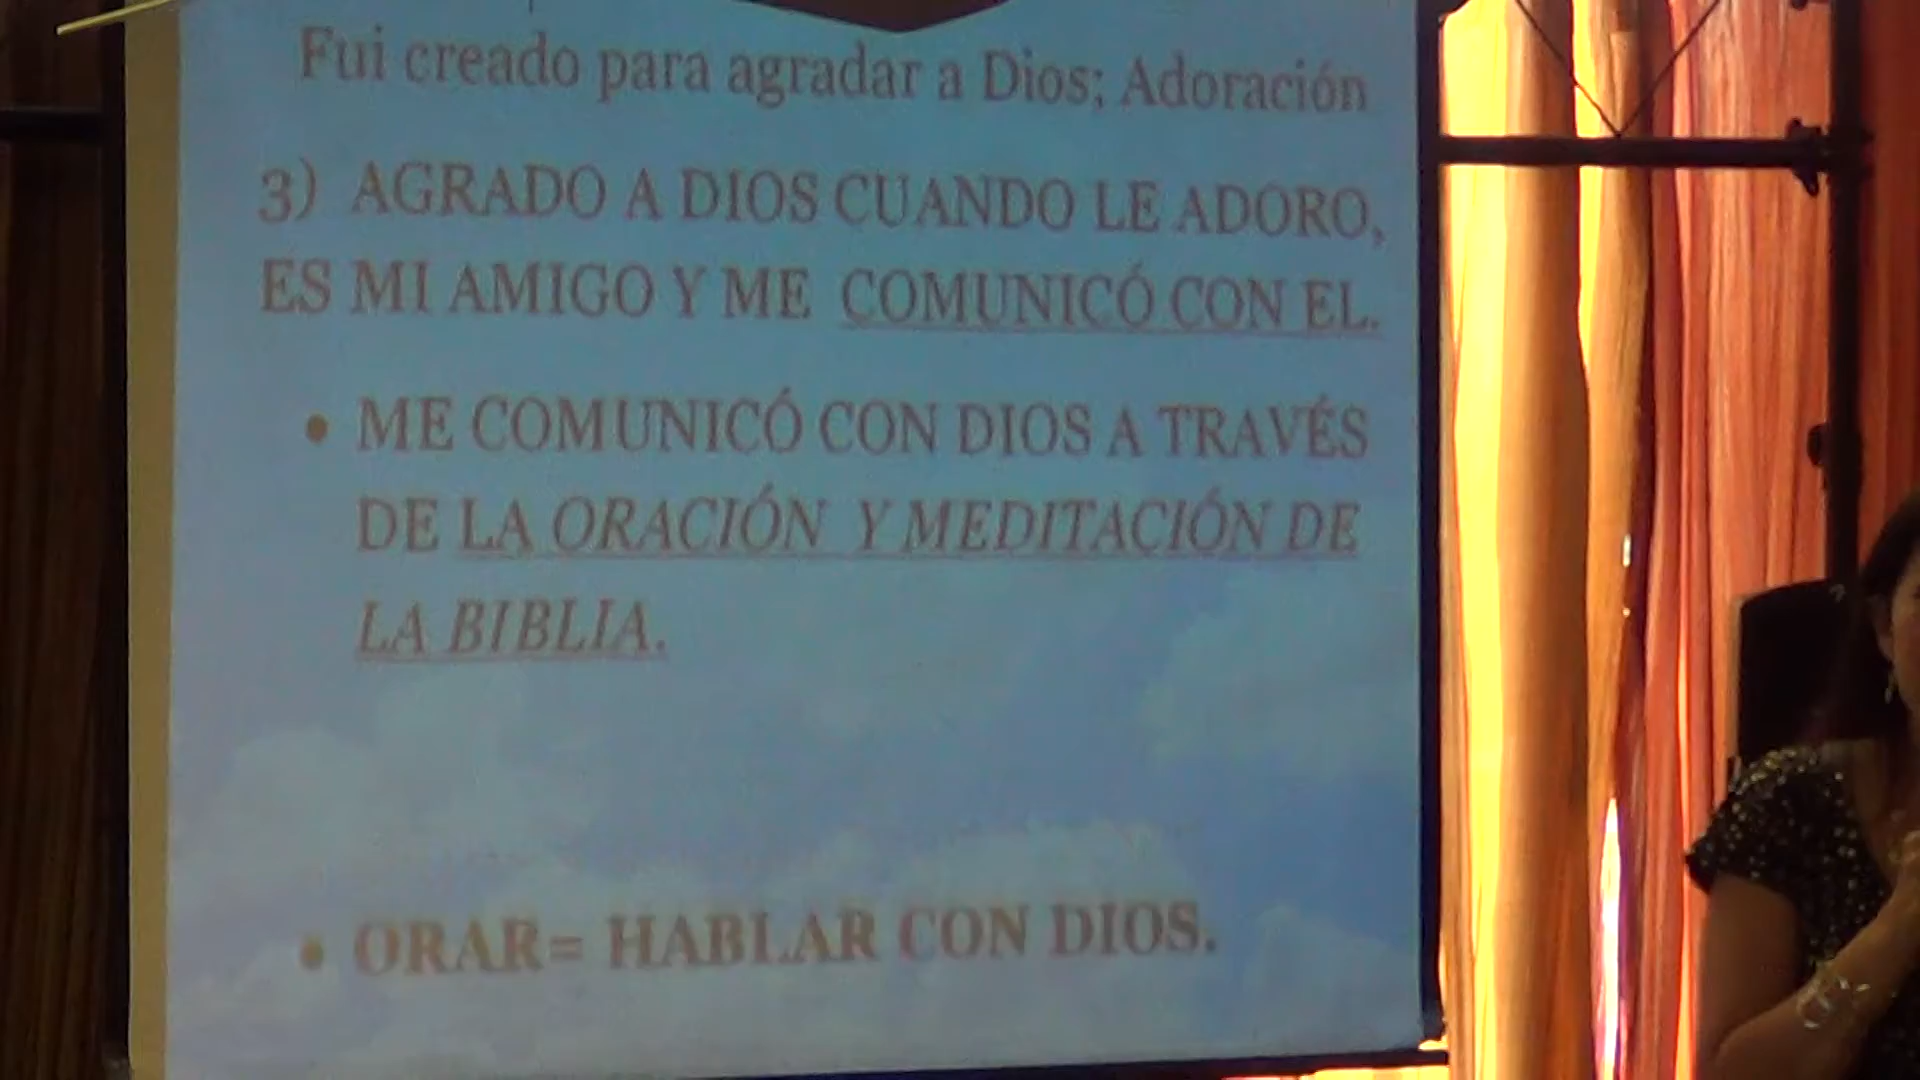 Fui creado para agradar a Dios; Adoración
3) AGRADO A DIOS CUANDO LE ADORO,
ES MI AMIGO Y ME COMUNICÓ CON EL.
• ME COMUNICÓ CON DIOS A TRAVÉS
DE LA ORACIÓN Y MEDITACIÓN DE
LA BIBLIA.
• ORAR= HABLAR CON DIOS.